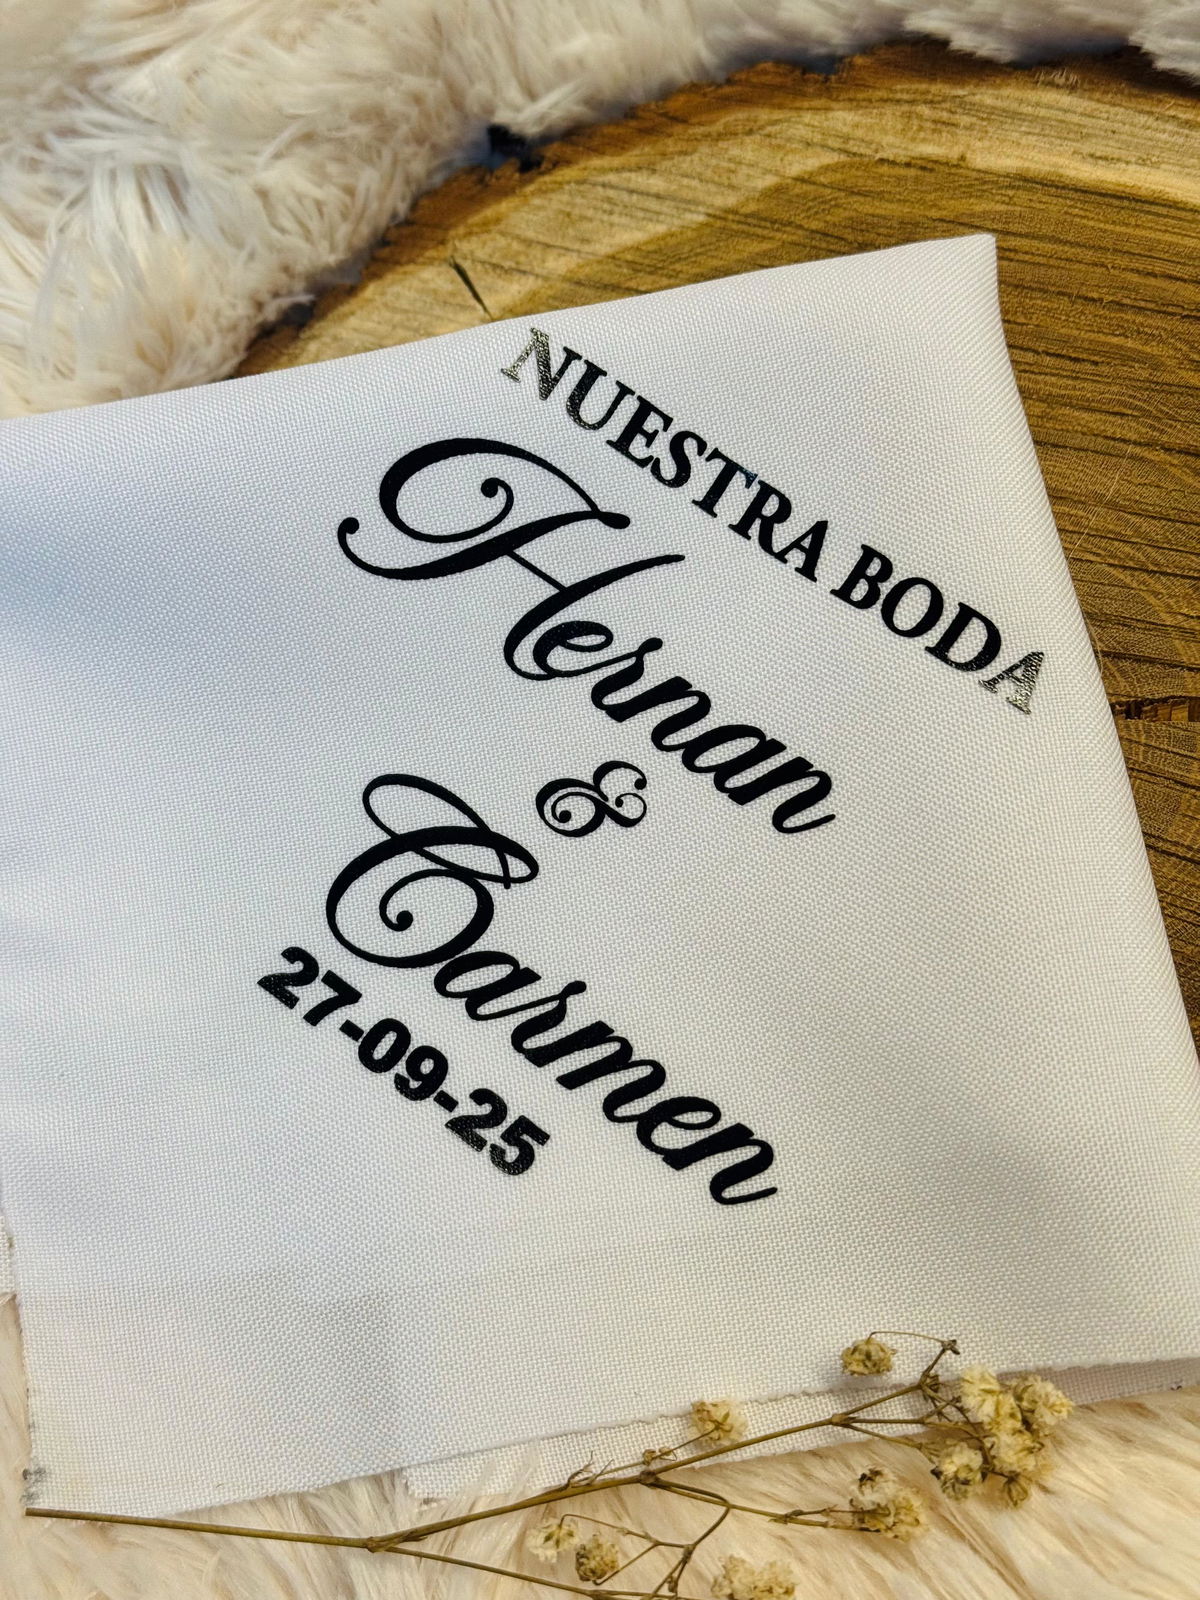 NUESTRA BODA
Hernan
&
Carmen
27-09-25